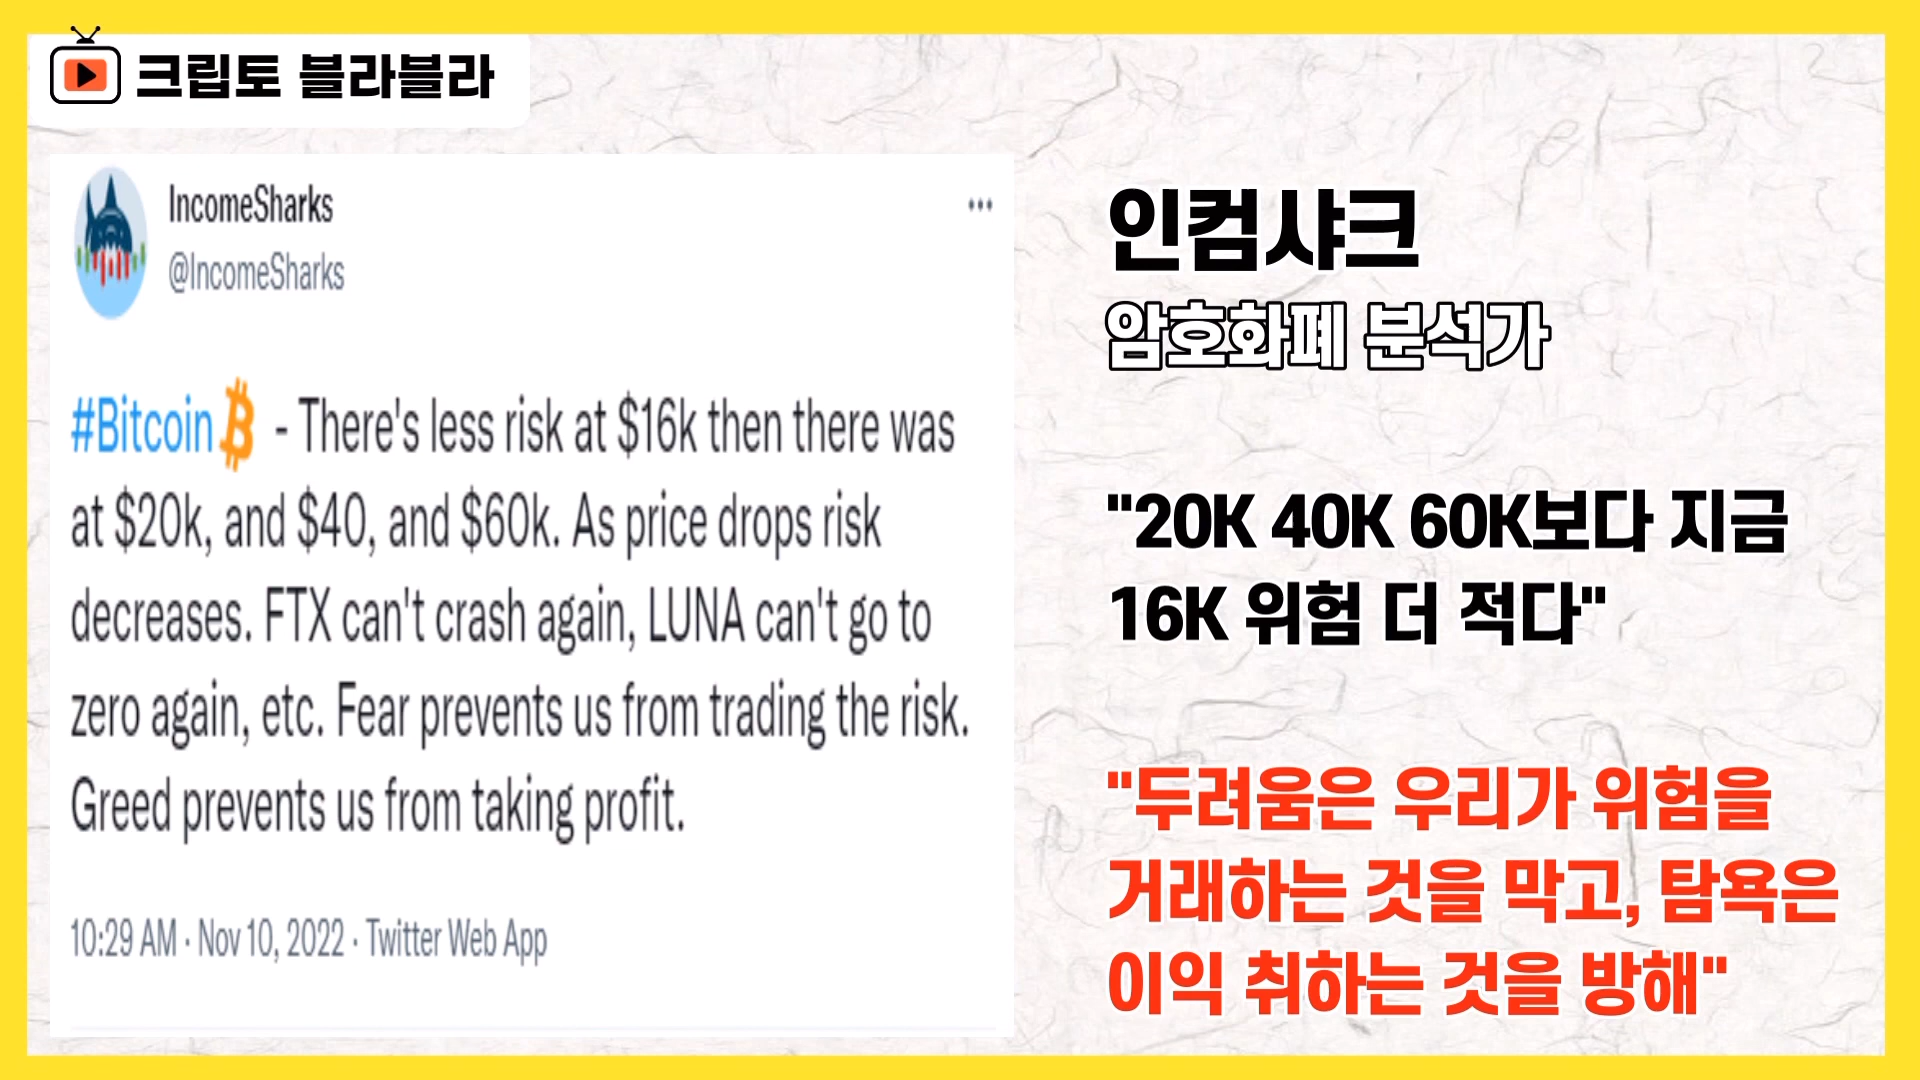 크립토 블라블라
IncomeSharks
@IncomeSharks
#Bitcoin - There's less risk at $16k then there was
at $20k, and $40, and $60k. As price drops risk
decreases. FTX can't crash again, LUNA can't go to
zero again, etc. Fear prevents us from trading the risk.
Greed prevents us from taking profit.
10:29 AM · Nov 10, 2022 · Twitter Web App
인컴샤크
암호화폐 분석가
"20K 40K 60K보다 지금
16K 위험 더 적다"
"두려움은 우리가 위험을
거래하는 것을 막고, 탐욕은
이익 취하는 것을 방해"